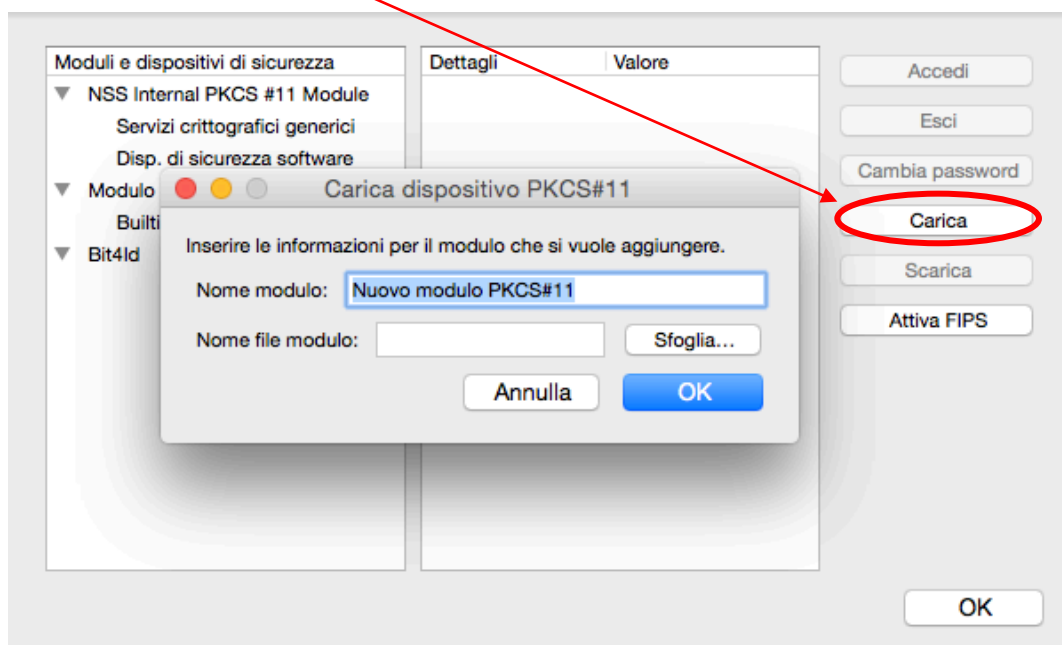 Moduli e dispositivi di sicurezza
Dettagli
Valore
NSS Internal PKCS #11 Module
Servizi crittografici generici
Disp. di sicurezza software
Modulo
Builti
Bit4Id
Accedi
Esci
Cambia password
Carica
Scarica
Attiva FIPS
Carica dispositivo PKCS#11
Inserire le informazioni per il modulo che si vuole aggiungere.
Nome modulo: Nuovo modulo PKCS#11
Nome file modulo: Sfoglia...
Annulla OK
OK